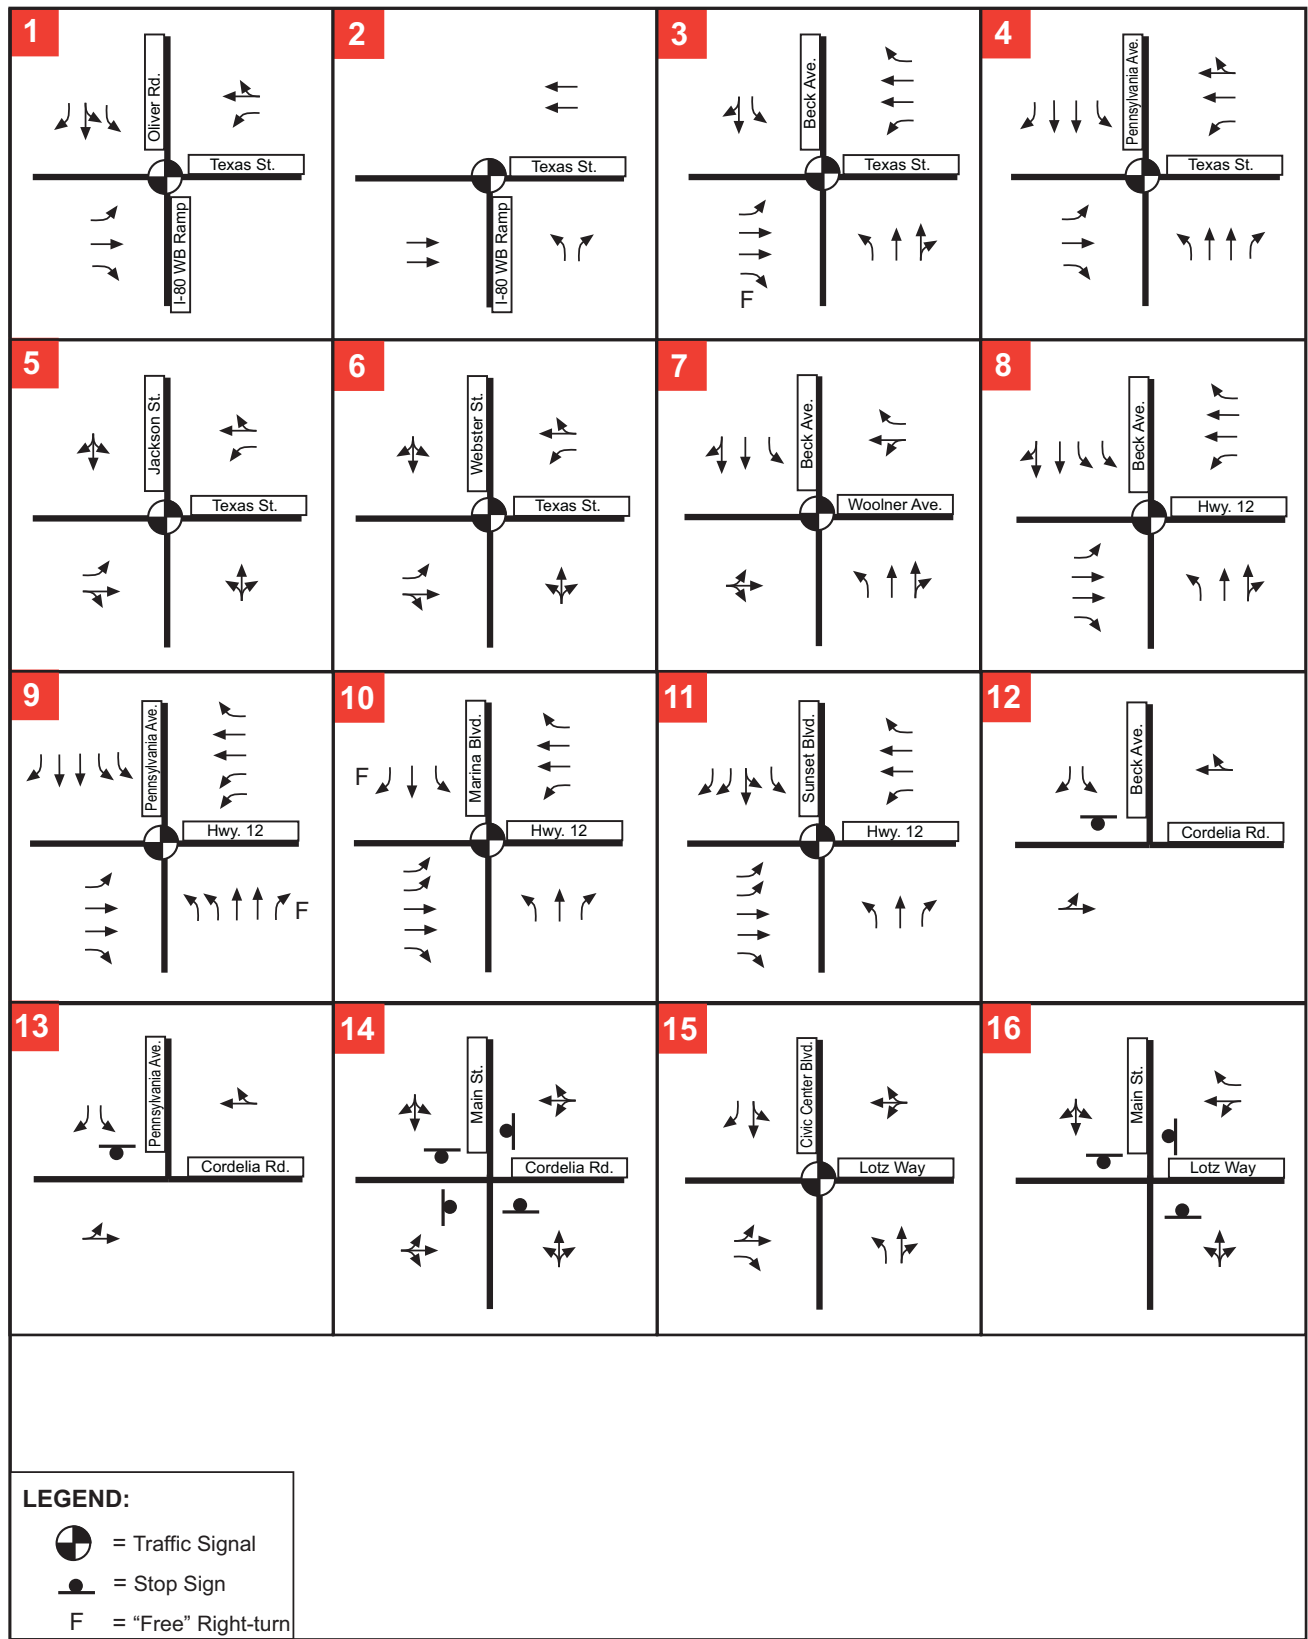 1
Oliver Rd.
Texas St.
I-80 WB Ramp
2
Texas St.
I-80 WB Ramp
3
Beck Ave.
Texas St.
F
4
Pennsylvania Ave.
Texas St.
5
Jackson St.
Texas St.
6
Webster St.
Texas St.
7
Beck Ave.
Woolner Ave.
8
Beck Ave.
Hwy. 12
9
Pennsylvania Ave.
Hwy. 12
F
10
F
Marina Blvd.
Hwy. 12
11
Sunset Blvd.
Hwy. 12
12
Beck Ave.
Cordelia Rd.
13
Pennsylvania Ave.
Cordelia Rd.
14
Main St.
Cordelia Rd.
15
Civic Center Blvd.
Lotz Way
16
Main St.
Lotz Way
LEGEND:
= Traffic Signal
= Stop Sign
F = “Free” Right-turn